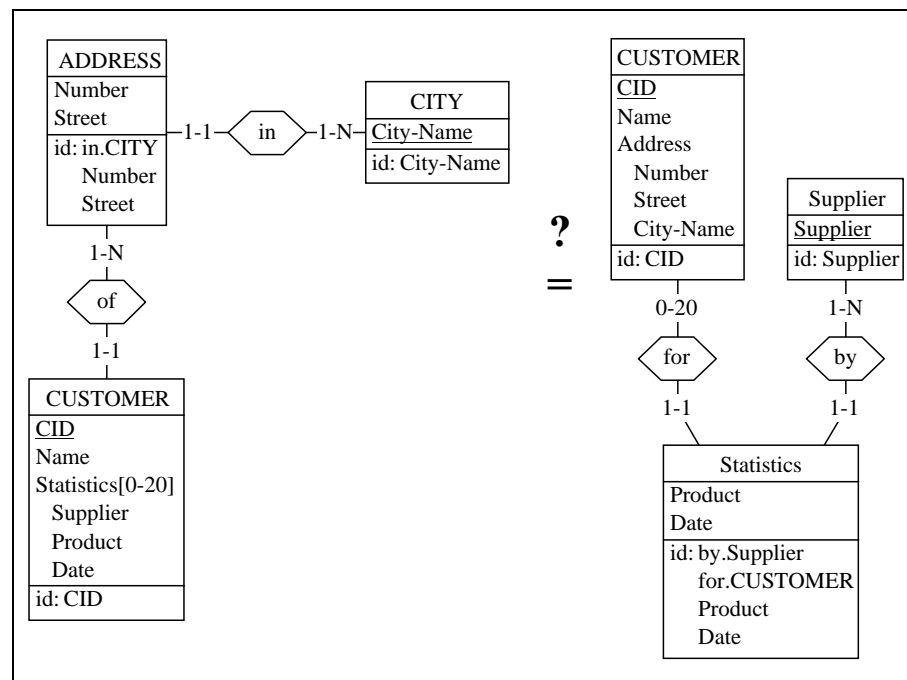 ADDRESS
Number
Street
id: in.CITY
Number
Street
1-1
in
1-N
CITY
City-Name
id: City-Name
1-N
of
1-1
CUSTOMER
CID
Name
Statistics[0-20]
Supplier
Product
Date
id: CID
?
=
CUSTOMER
CID
Name
Address
Number
Street
City-Name
id: CID
Supplier
Supplier
id: Supplier
0-20
for
1-1
1-N
by
1-1
Statistics
Product
Date
id: by.Supplier
for.CUSTOMER
Product
Date